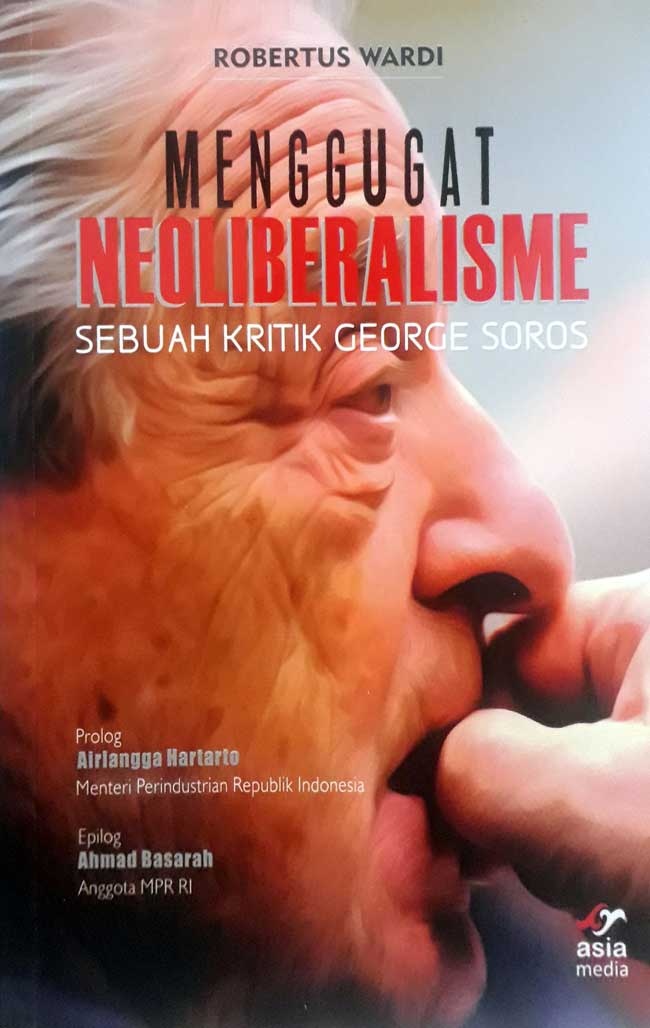 ROBERTUS WARDI
MENGGUGAT
NEOLIBERALISME
SEBUAH KRITIK GEORGE SOROS
Prolog
Airlangga Hartarto
Menteri Perindustrian Republik Indonesia
Epilog
Ahmad Basarah
Anggota MPR RI
asia
media